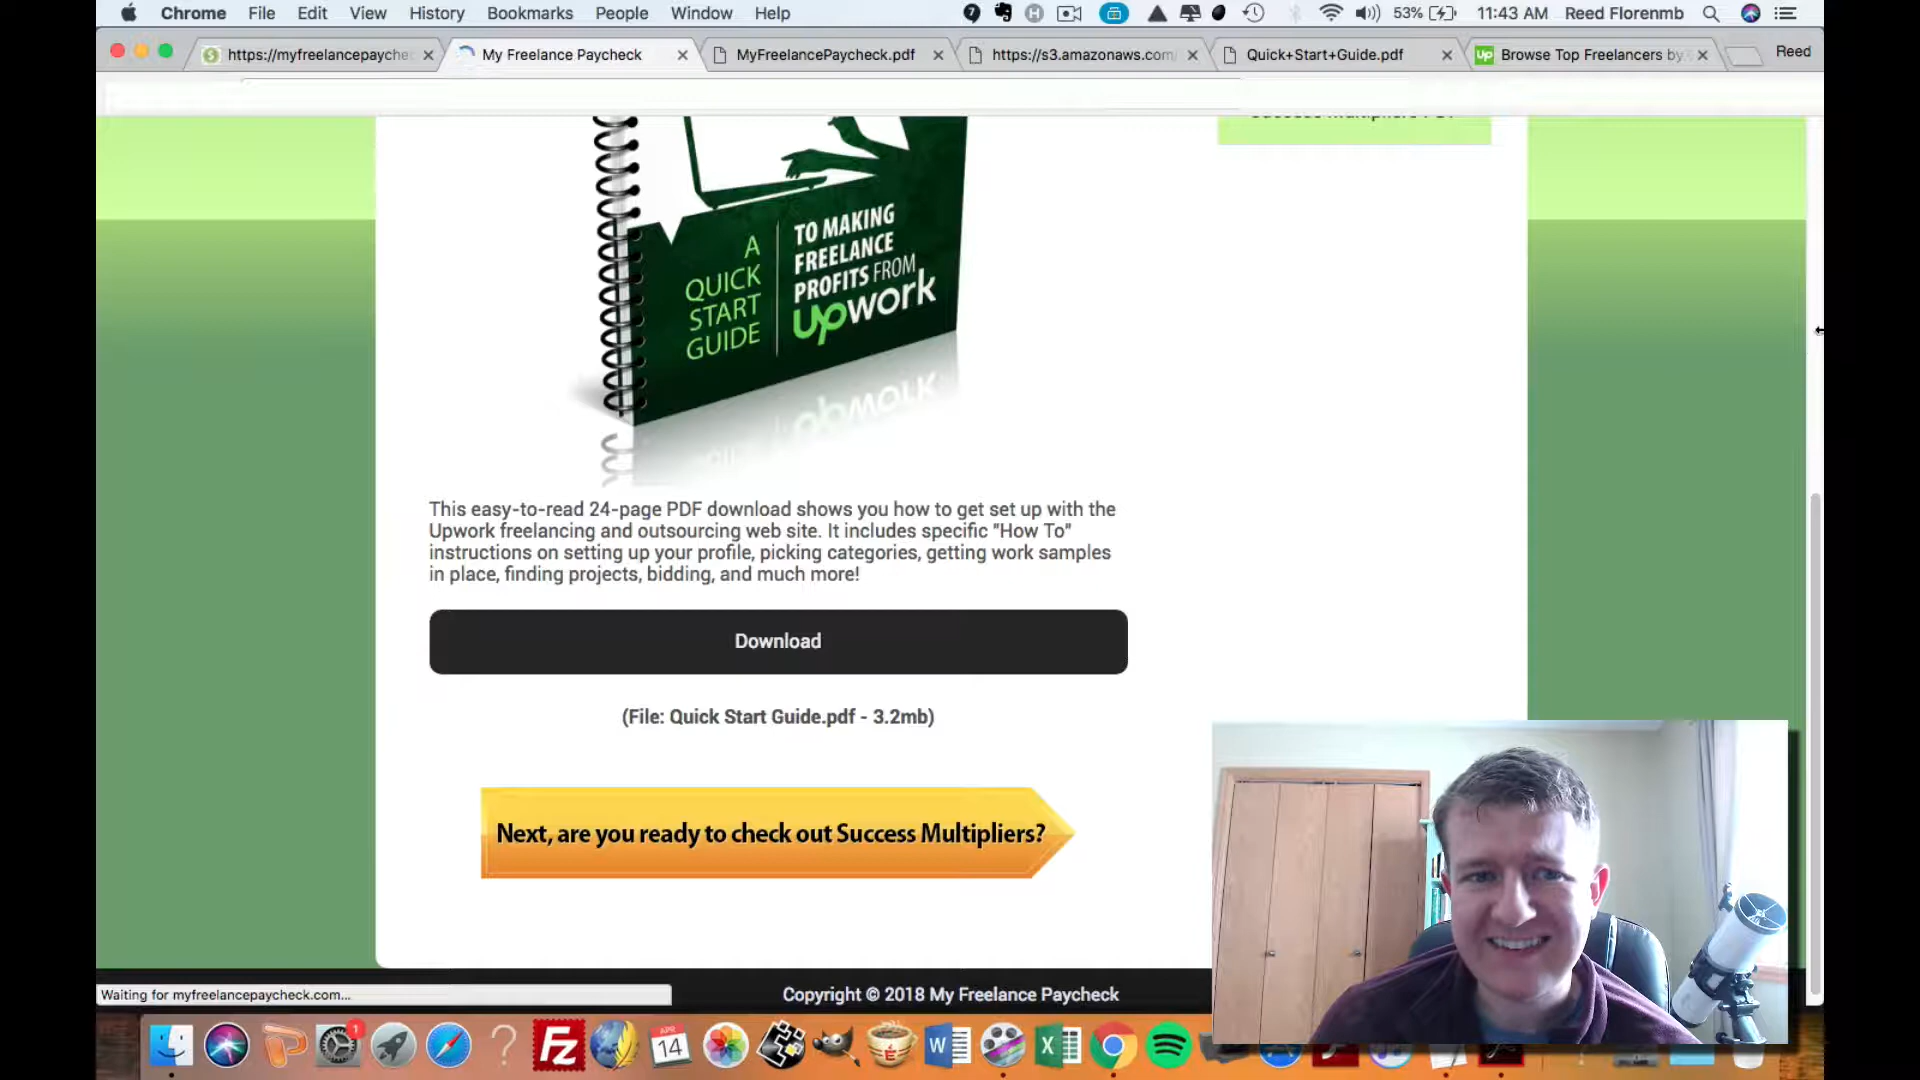 Chrome File Edit View History Bookmarks People Window Help 53% 11:43 AM Reed Florenmb
https://myfreelancepayche My Freelance Paycheck MyFreelancePaycheck.pdf https://s3.amazonaws.com Quick+Start+Guide.pdf Up Browse Top Freelancers by Reed
A
QUICK
START
GUIDE
TO MAKING
FREELANCE
PROFITS FROM
upwork
This easy-to-read 24-page PDF download shows you how to get set up with the
Upwork freelancing and outsourcing web site. It includes specific "How To"
instructions on setting up your profile, picking categories, getting work samples
in place, finding projects, bidding, and much more!
Download
(File: Quick Start Guide.pdf - 3.2mb)
Next, are you ready to check out Success Multipliers?
Waiting for myfreelancepaycheck.com...
Copyright © 2018 My Freelance Paycheck
1
Fz
APR
14
W
X